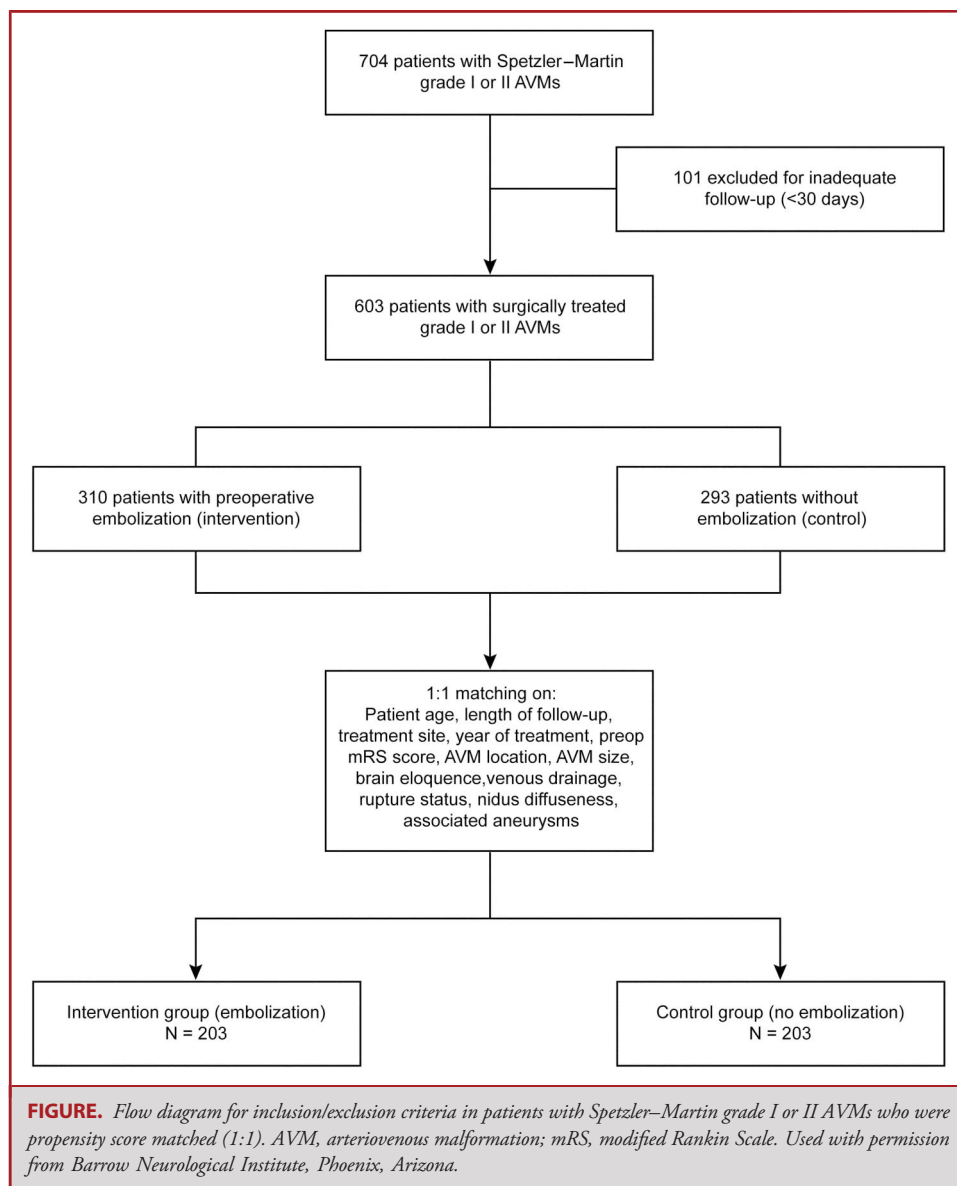 704 patients with Spetzler–Martin
grade I or II AVMs
101 excluded for inadequate
follow-up (<30 days)
603 patients with surgically treated
grade I or II AVMs
310 patients with preoperative
embolization (intervention)
293 patients without
embolization (control)
1:1 matching on:
Patient age, length of follow-up,
treatment site, year of treatment, preop
mRS score, AVM location, AVM size,
brain eloquence,venous drainage,
rupture status, nidus diffuseness,
associated aneurysms
Intervention group (embolization)
N = 203
Control group (no embolization)
N = 203
FIGURE. Flow diagram for inclusion/exclusion criteria in patients with Spetzler–Martin grade I or II AVMs who were
propensity score matched (1:1). AVM, arteriovenous malformation; mRS, modified Rankin Scale. Used with permission
from Barrow Neurological Institute, Phoenix, Arizona.